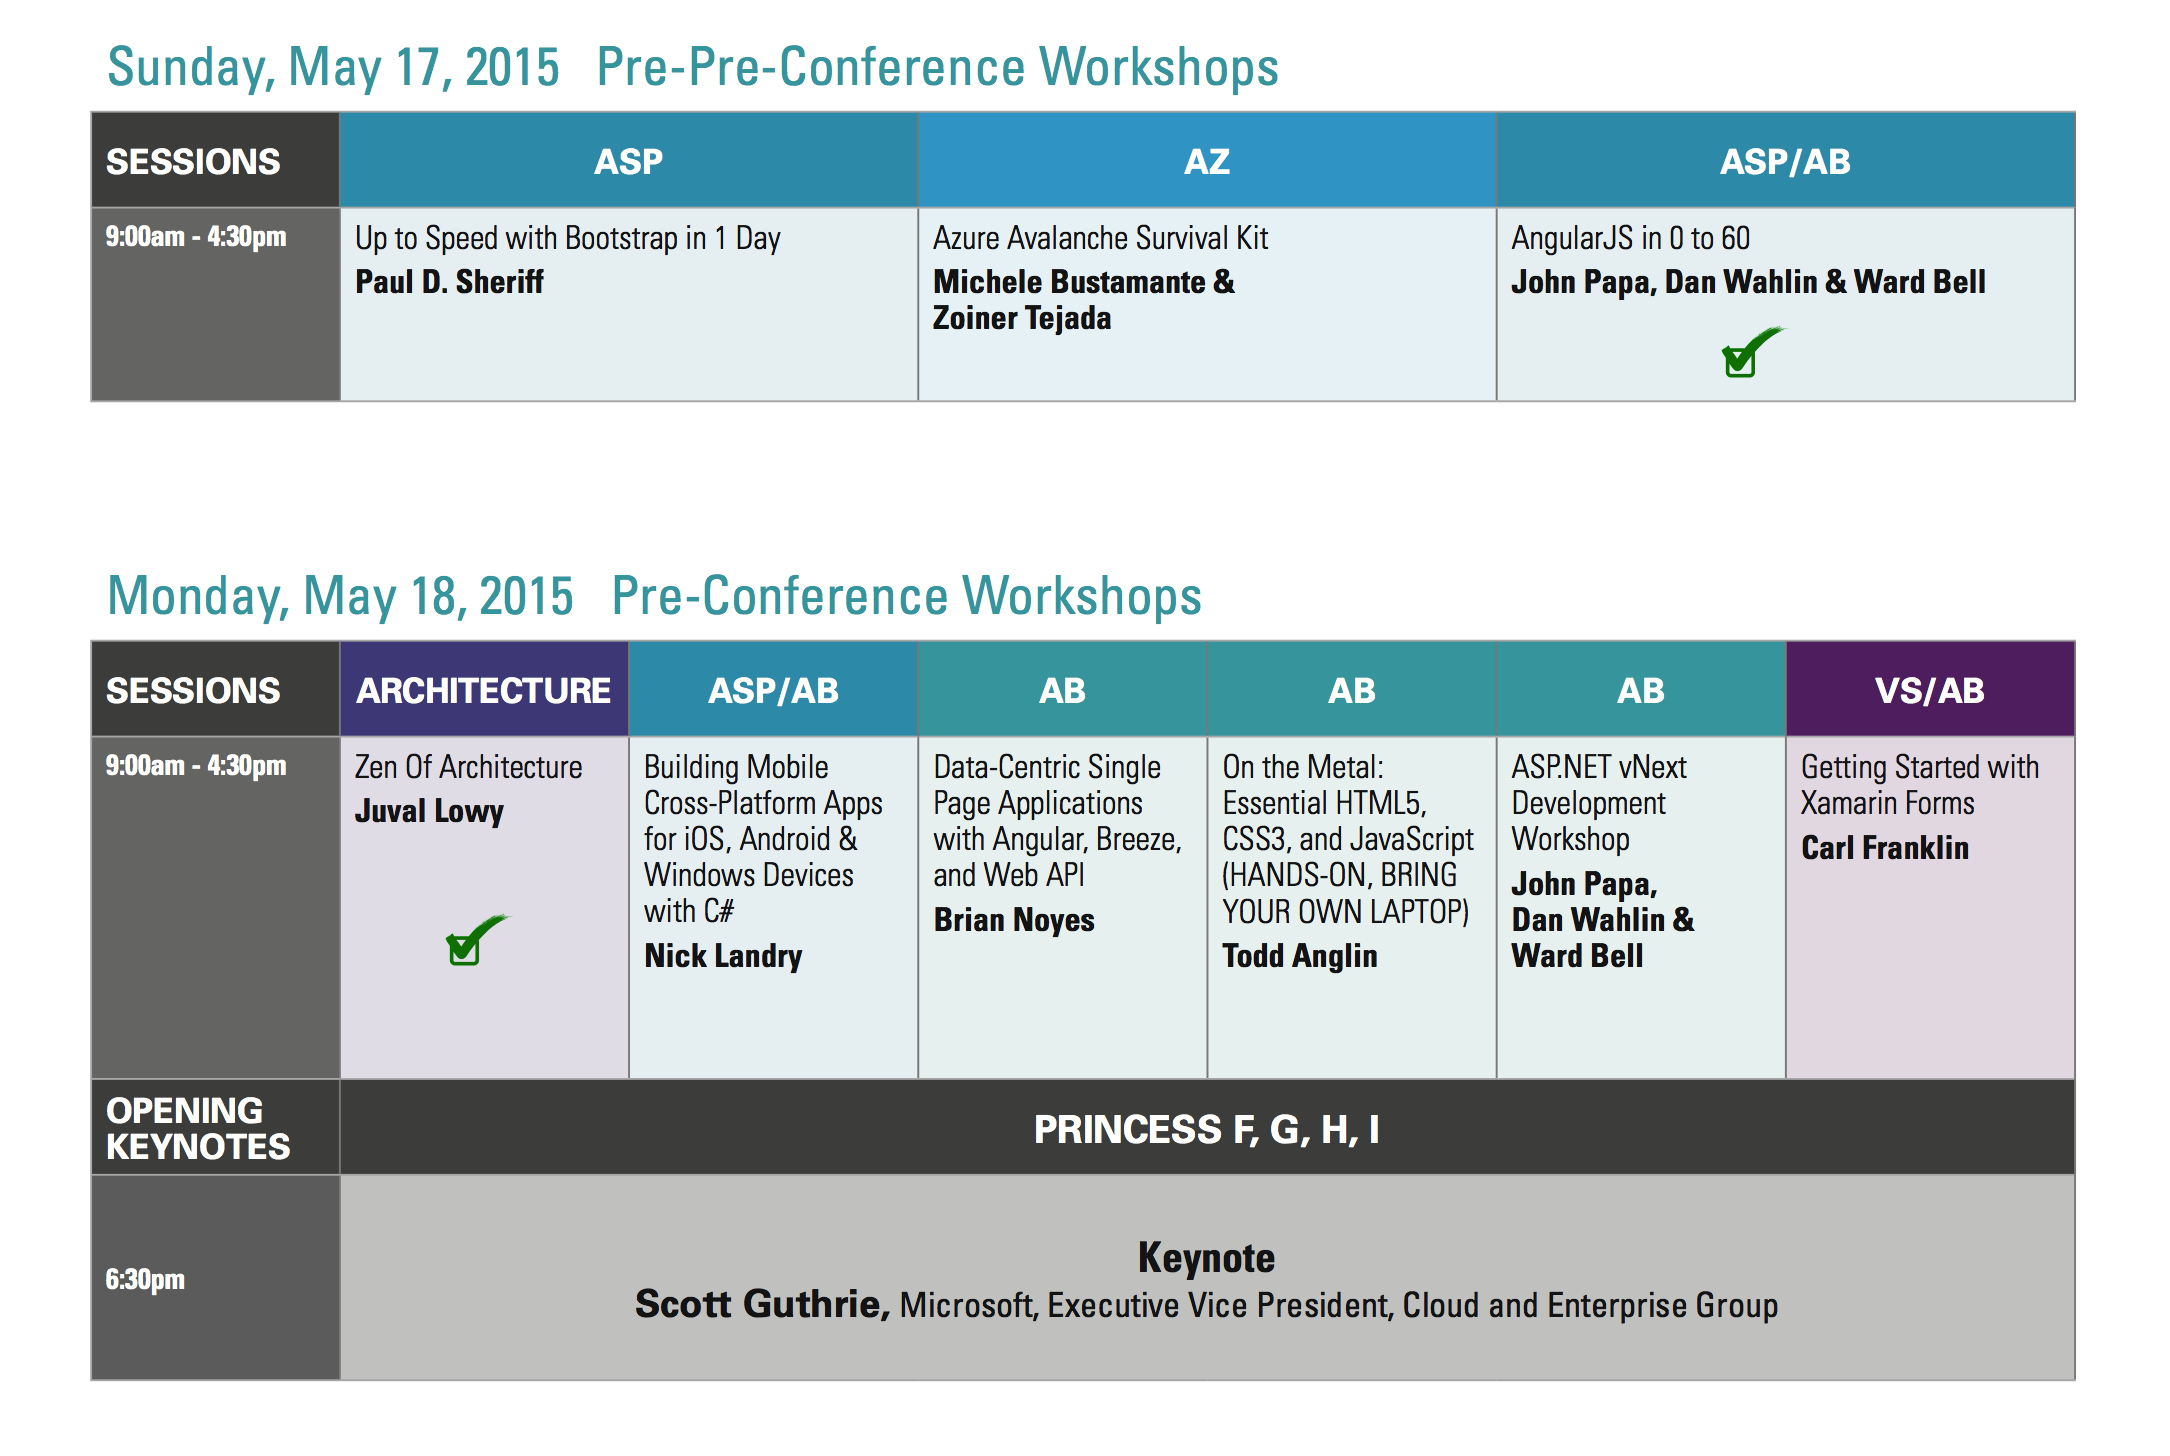 Sunday, May 17, 2015 Pre-Pre-Conference Workshops
SESSIONS
ASP
AZ
ASP/AB
9:00am - 4:30pm
Up to Speed with Bootstrap in 1 Day
Paul D. Sheriff
Azure Avalanche Survival Kit
Michele Bustamante &
Zoiner Tejada
AngularJS in 0 to 60
John Papa, Dan Wahlin & Ward Bell
Monday, May 18, 2015 Pre-Conference Workshops
SESSIONS
ARCHITECTURE
ASP/AB
AB
AB
AB
VS/AB
9:00am - 4:30pm
Zen Of Architecture
Juval Lowy
Building Mobile
Cross-Platform Apps
for iOS, Android &
Windows Devices
with C#
Nick Landry
Data-Centric Single
Page Applications
with Angular, Breeze,
and Web API
Brian Noyes
On the Metal:
Essential HTML5,
CSS3, and JavaScript
(HANDS-ON, BRING
YOUR OWN LAPTOP)
Todd Anglin
ASP.NET vNext
Development
Workshop
John Papa,
Dan Wahlin &
Ward Bell
Getting Started with
Xamarin Forms
Carl Franklin
OPENING
KEYNOTES
PRINCESS F, G, H, I
6:30pm
Keynote
Scott Guthrie, Microsoft, Executive Vice President, Cloud and Enterprise Group